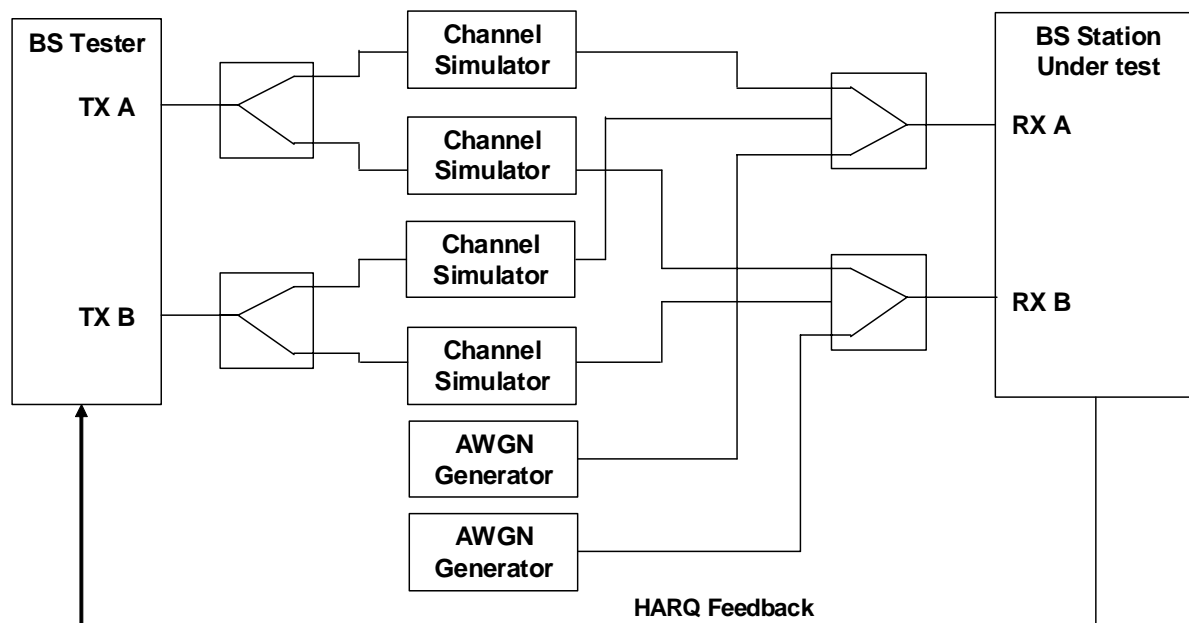 BS Tester
TX A
TX B
Channel
Simulator
Channel
Simulator
Channel
Simulator
Channel
Simulator
AWGN
Generator
AWGN
Generator
BS Station
Under test
RX A
RX B
HARQ Feedback